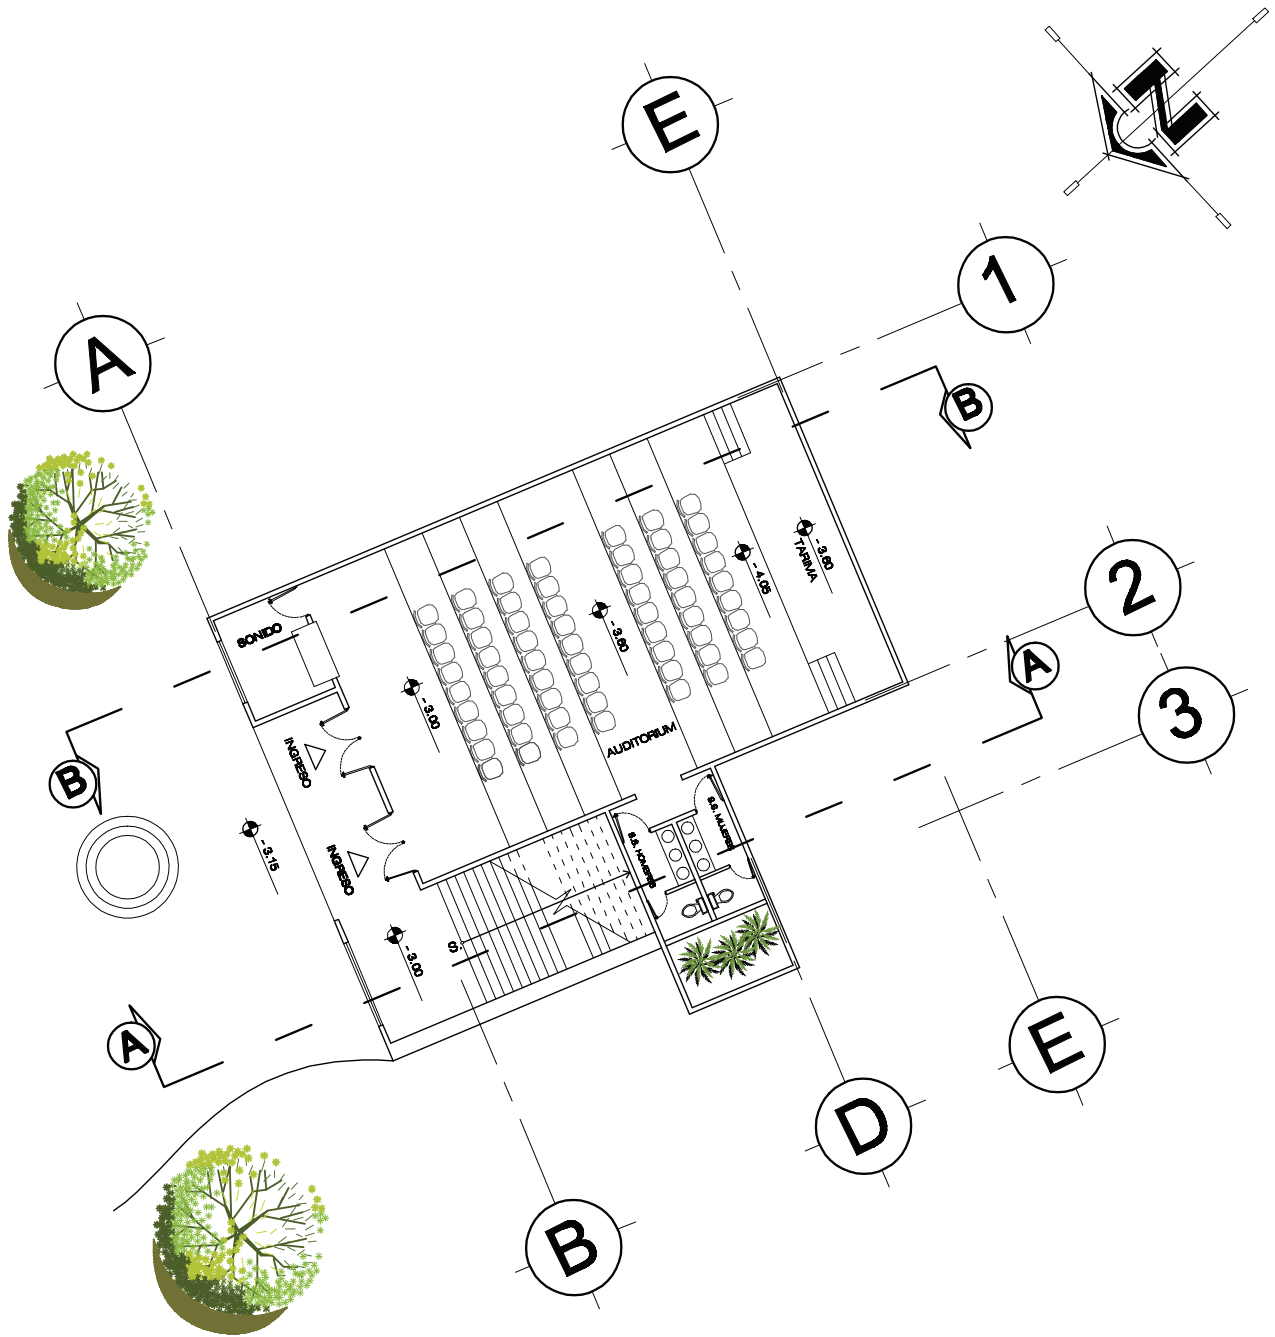 N
E
1
A
B
2
A
3
- 3.60
TARIMA
- 4.05
- 3.60
SONIDO
- 3.00
AUDITORIUM
INGRESO
B
S.S. MUJERES
S.S. HOMBRES
- 3.15
INGRESO
S.
- 3.00
A
E
D
B